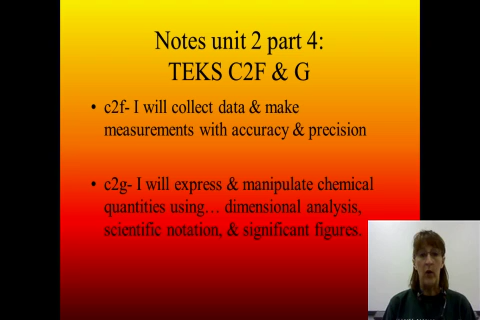 Notes unit 2 part 4:
TEKS C2F & G
• c2f- I will collect data & make
measurements with accuracy & precision
• c2g- I will express & manipulate chemical
quantities using… dimensional analysis,
scientific notation, & significant figures.